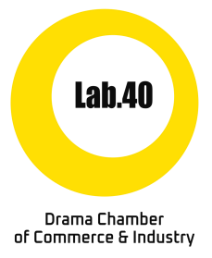 Lab.40
Drama Chamber
of Commerce & Industry